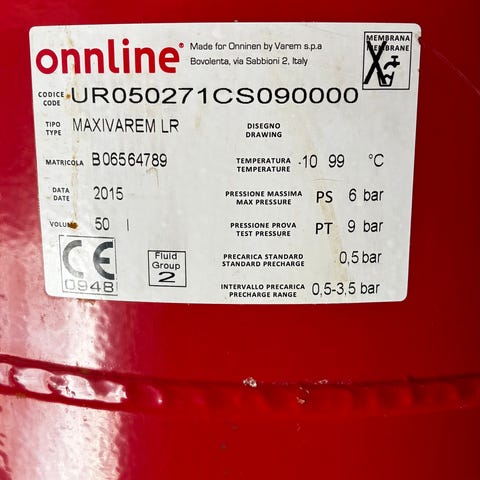 onnline® Made for Onninen by Varem s.p.a
Bovolenta, via Sabbioni 2, Italy
MEMBRANA
MEMBRANE
CODICE
CODE
UR050271CS090000
TIPO
TYPE
MAXIVAREM LR
DISEGNO
DRAWING
MATRICOLA B06564789
TEMPERATURA
TEMPERATURE
-10 99 °C
DATA
DATE
2015
PRESSIONE MASSIMA
MAX PRESSURE
PS 6 bar
VOLUME 50 l
PRESSIONE PROVA
TEST PRESSURE
PT 9 bar
PRECARICA STANDARD
STANDARD PRECHARGE
0,5 bar
INTERVALLO PRECARICA
PRECHARGE RANGE
0,5-3,5 bar
CE
0948
Fluid
Group
2